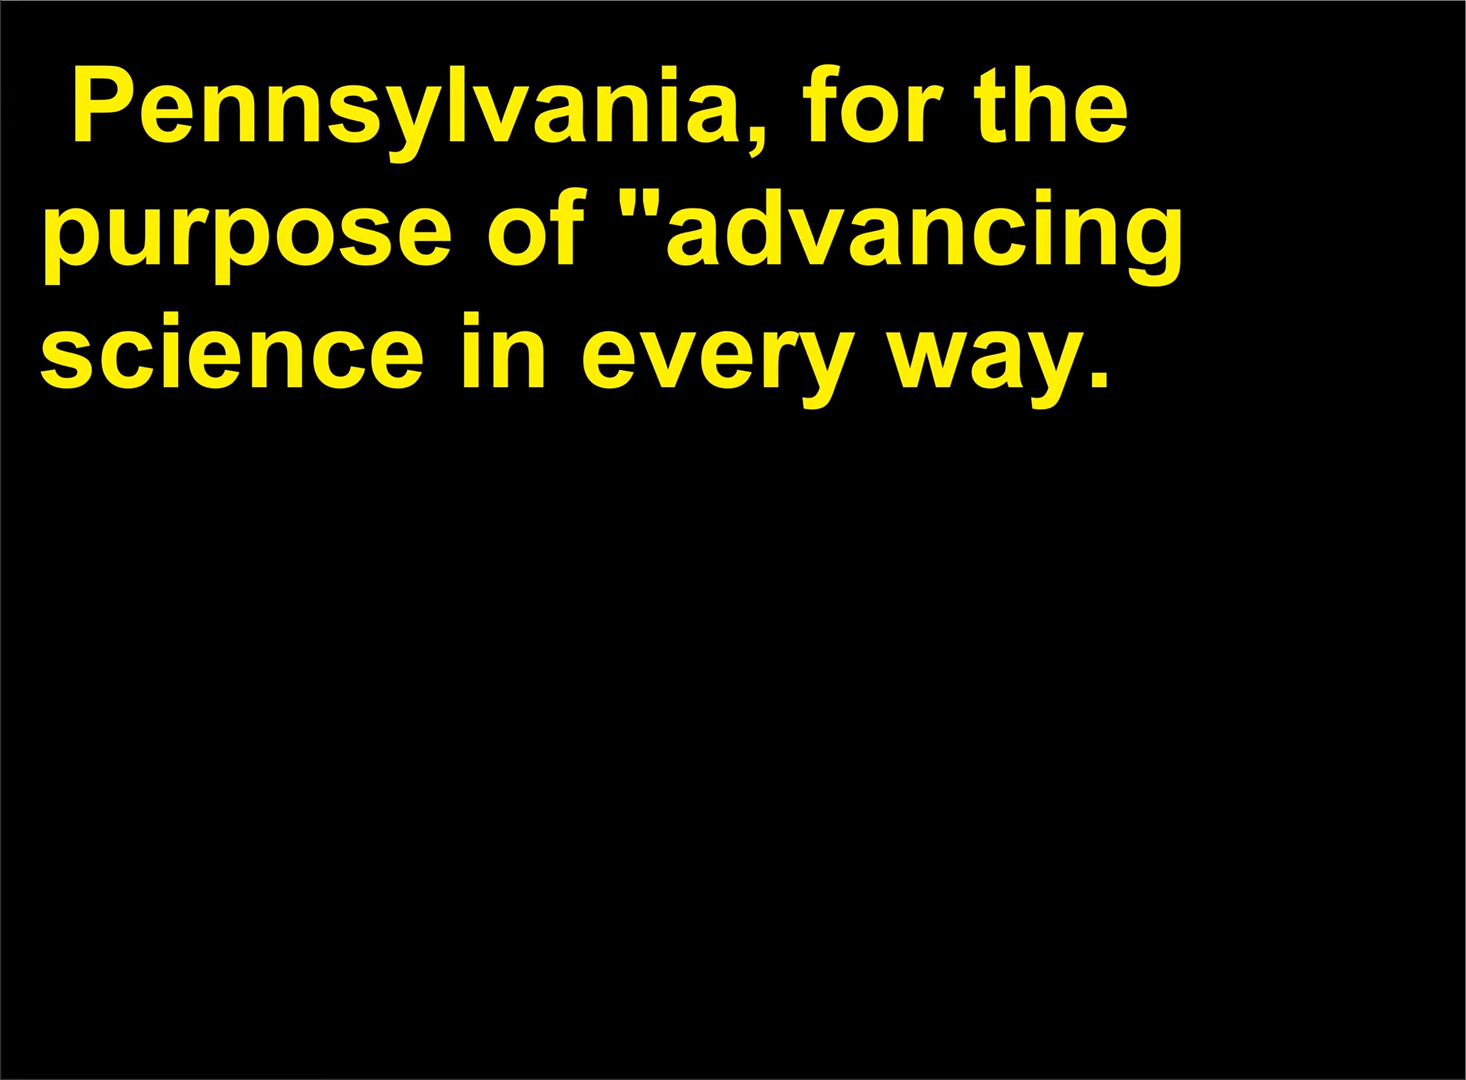 Pennsylvania, for the
purpose of "advancing
science in every way.